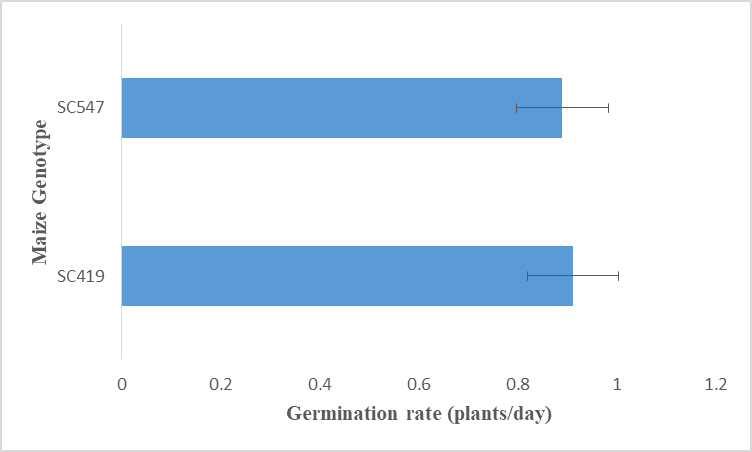 Maize Genotype
SC547
SC419
0 0.2 0.4 0.6 0.8 1 1.2
Germination rate (plants/day)